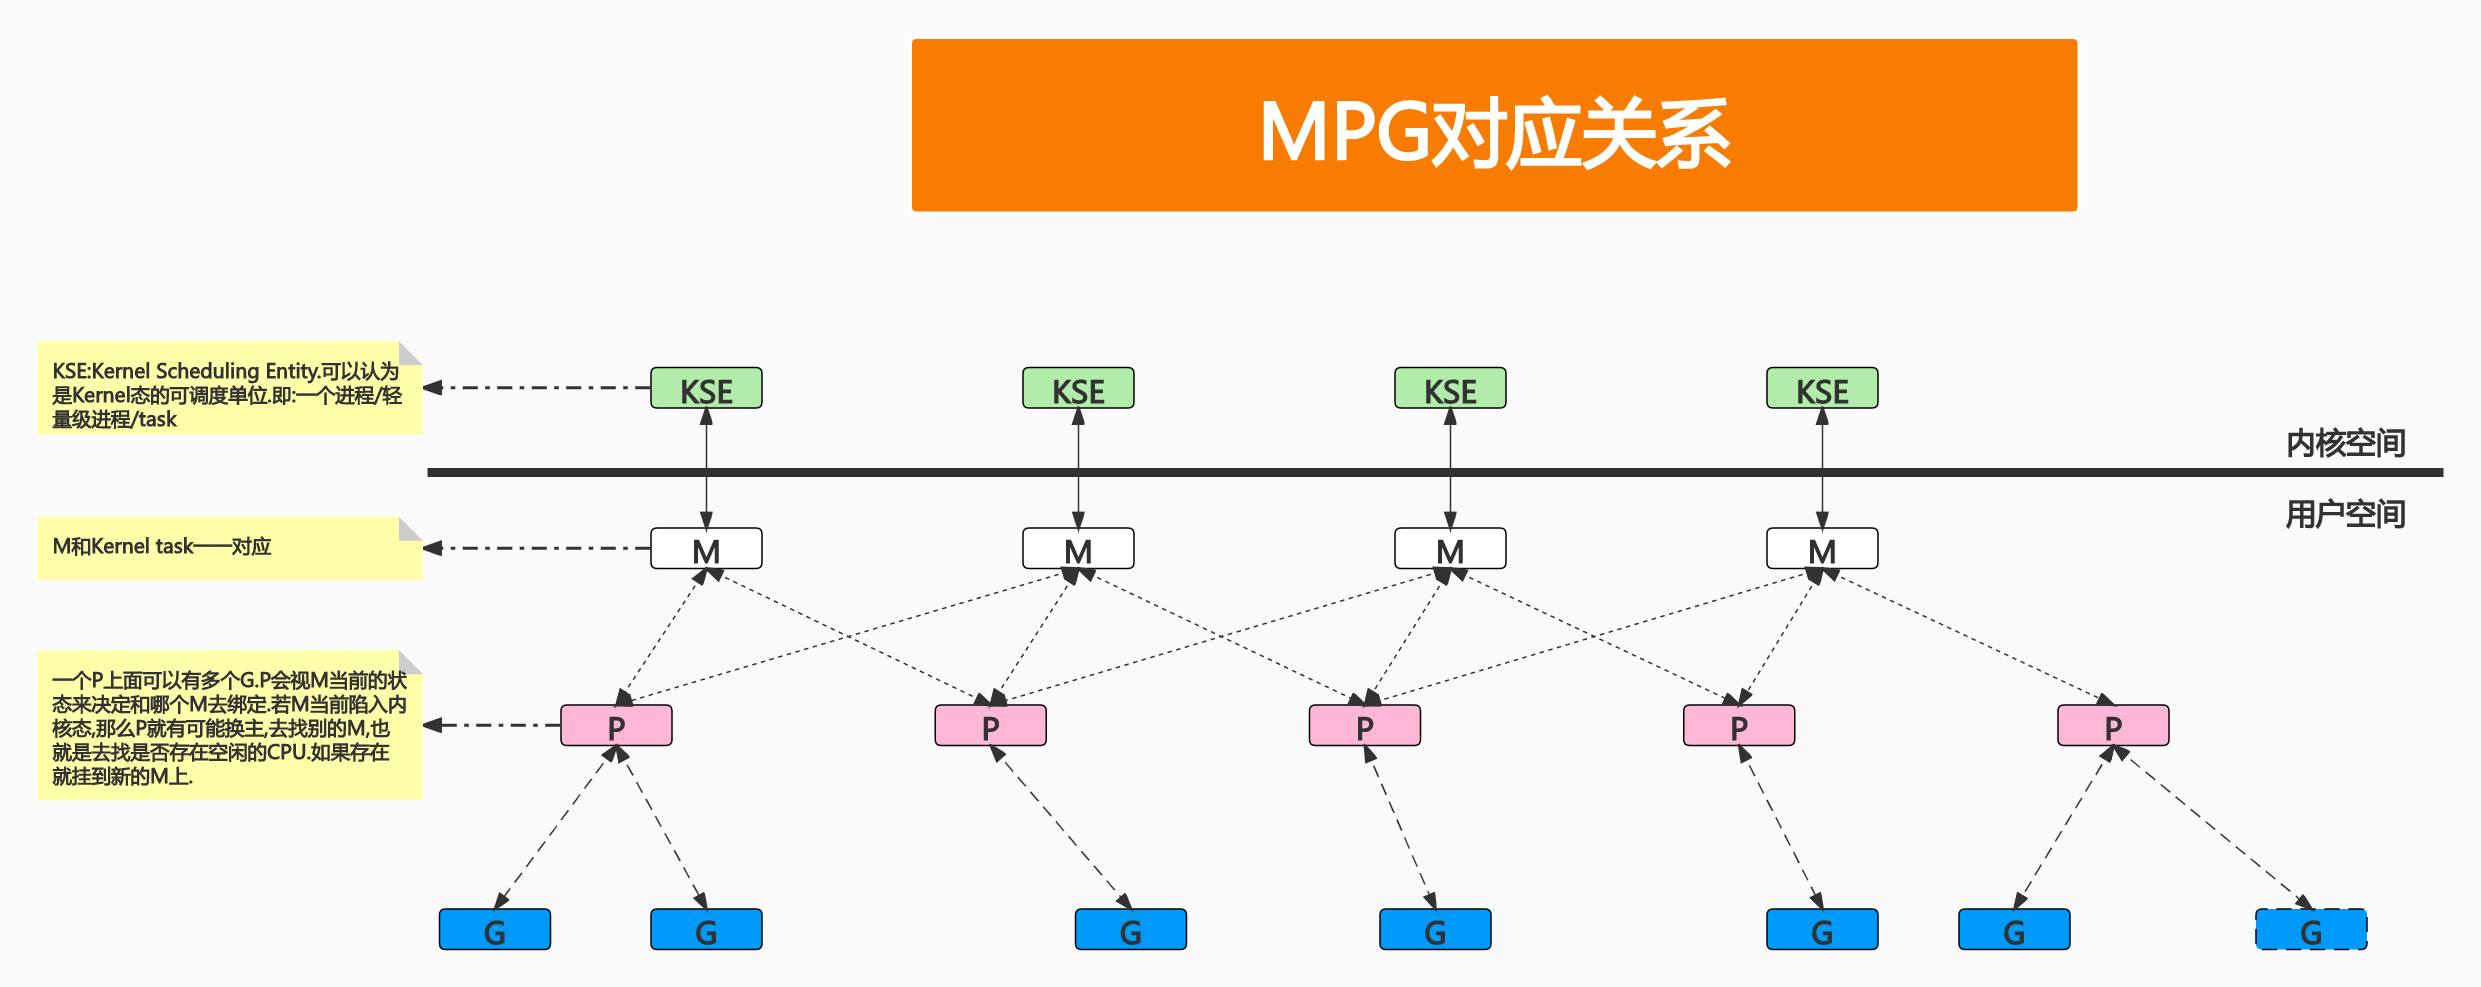 MPG对应关系
KSE:Kernel Scheduling Entity.可以认为
是Kernel态的可调度单位.即:一个进程/轻
量级进程/task
KSE
KSE
KSE
KSE
内核空间
用户空间
M和Kernel task一一对应
M
M
M
M
一个P上面可以有多个G.P会视M当前的状
态来决定和哪个M去绑定.若M当前陷入内
核态,那么P就有可能换主,去找别的M,也
就是去找是否存在空闲的CPU.如果存在
就挂到新的M上.
P
P
P
P
P
G
G
G
G
G
G
G